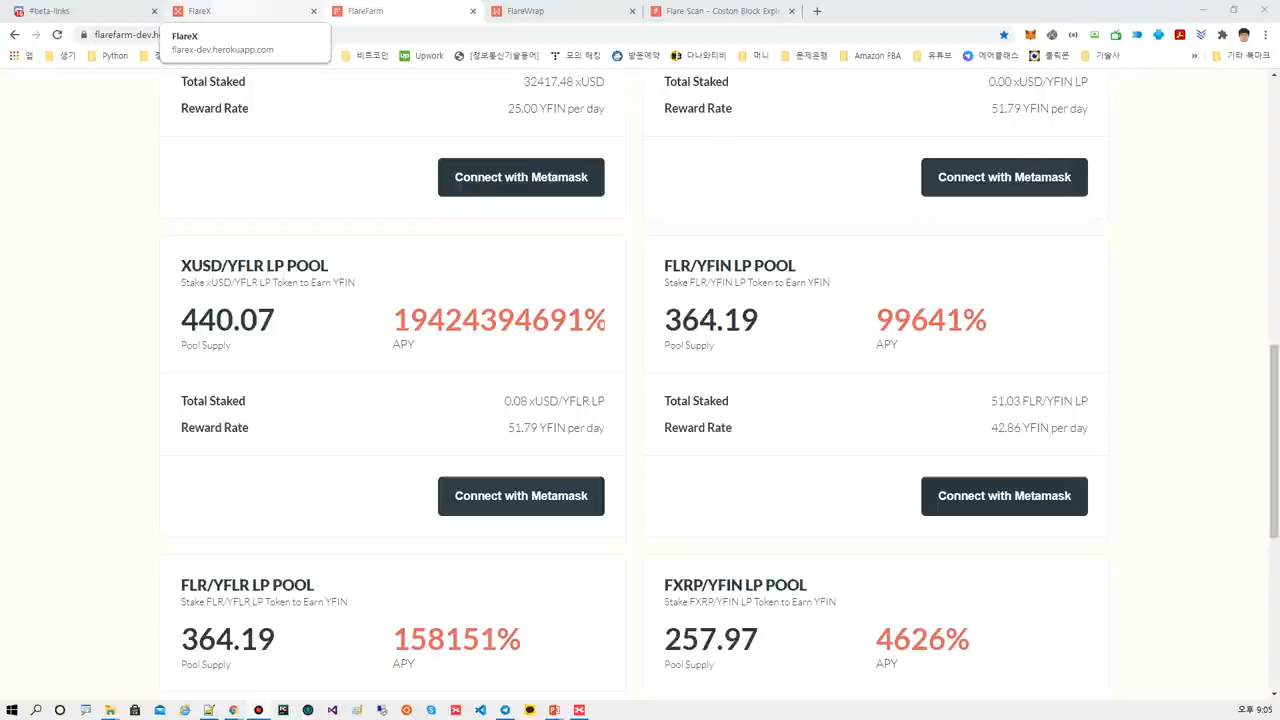 #beta-links
FlareX
FlareFarm
FlareWrap
Flare Scan - Coston Block Expl
flarefarm-dev.h
FlareX
flarex-dev.herokuapp.com
앱
생기
Python
비트코인
Upwork
[정보통신기술용어]
모의 해킹
방문예약
다나와티비
머니
문제은행
Amazon FBA
유튜브
에어클래스
클릭폰
기술사
»
기타 북마크
Total Staked 32417.48 xUSD
Reward Rate 25.00 YFIN per day
Connect with Metamask
Total Staked 0.00 xUSD/YFIN LP
Reward Rate 51.79 YFIN per day
Connect with Metamask
XUSD/YFLR LP POOL
Stake xUSD/YFLR LP Token to Earn YFIN
440.07 19424394691%
Pool Supply APY
Total Staked 0.08 xUSD/YFLR LP
Reward Rate 51.79 YFIN per day
Connect with Metamask
FLR/YFIN LP POOL
Stake FLR/YFIN LP Token to Earn YFIN
364.19 99641%
Pool Supply APY
Total Staked 51.03 FLR/YFIN LP
Reward Rate 42.86 YFIN per day
Connect with Metamask
FLR/YFLR LP POOL
Stake FLR/YFLR LP Token to Earn YFIN
364.19 158151%
Pool Supply APY
FXRP/YFIN LP POOL
Stake FXRP/YFIN LP Token to Earn YFIN
257.97 4626%
Pool Supply APY
오후 9:05